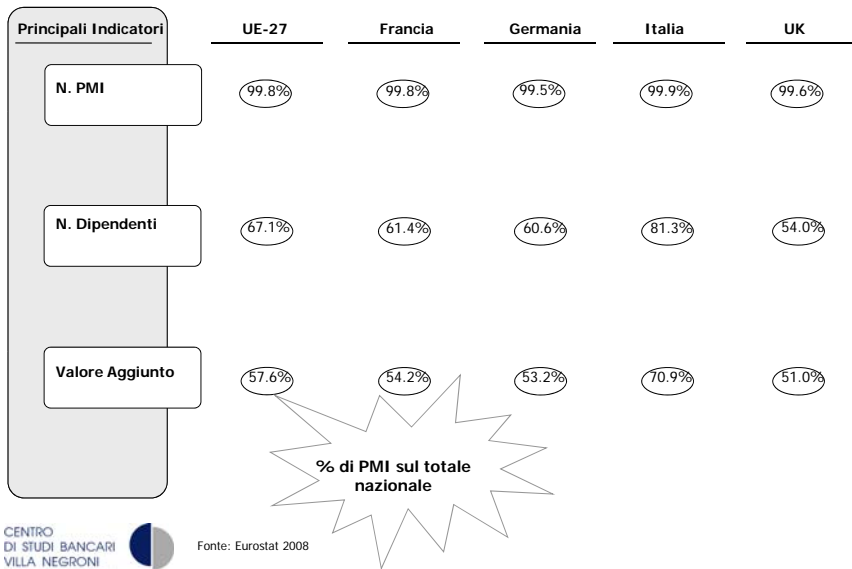 Principali Indicatori UE-27 Francia Germania Italia UK
N. PMI 99.8% 99.8% 99.5% 99.9% 99.6%
N. Dipendenti 67.1% 61.4% 60.6% 81.3% 54.0%
Valore Aggiunto 57.6% 54.2% 53.2% 70.9% 51.0%
% di PMI sul totale
nazionale
CENTRO
DI STUDI BANCARI
VILLA NEGRONI
Fonte: Eurostat 2008